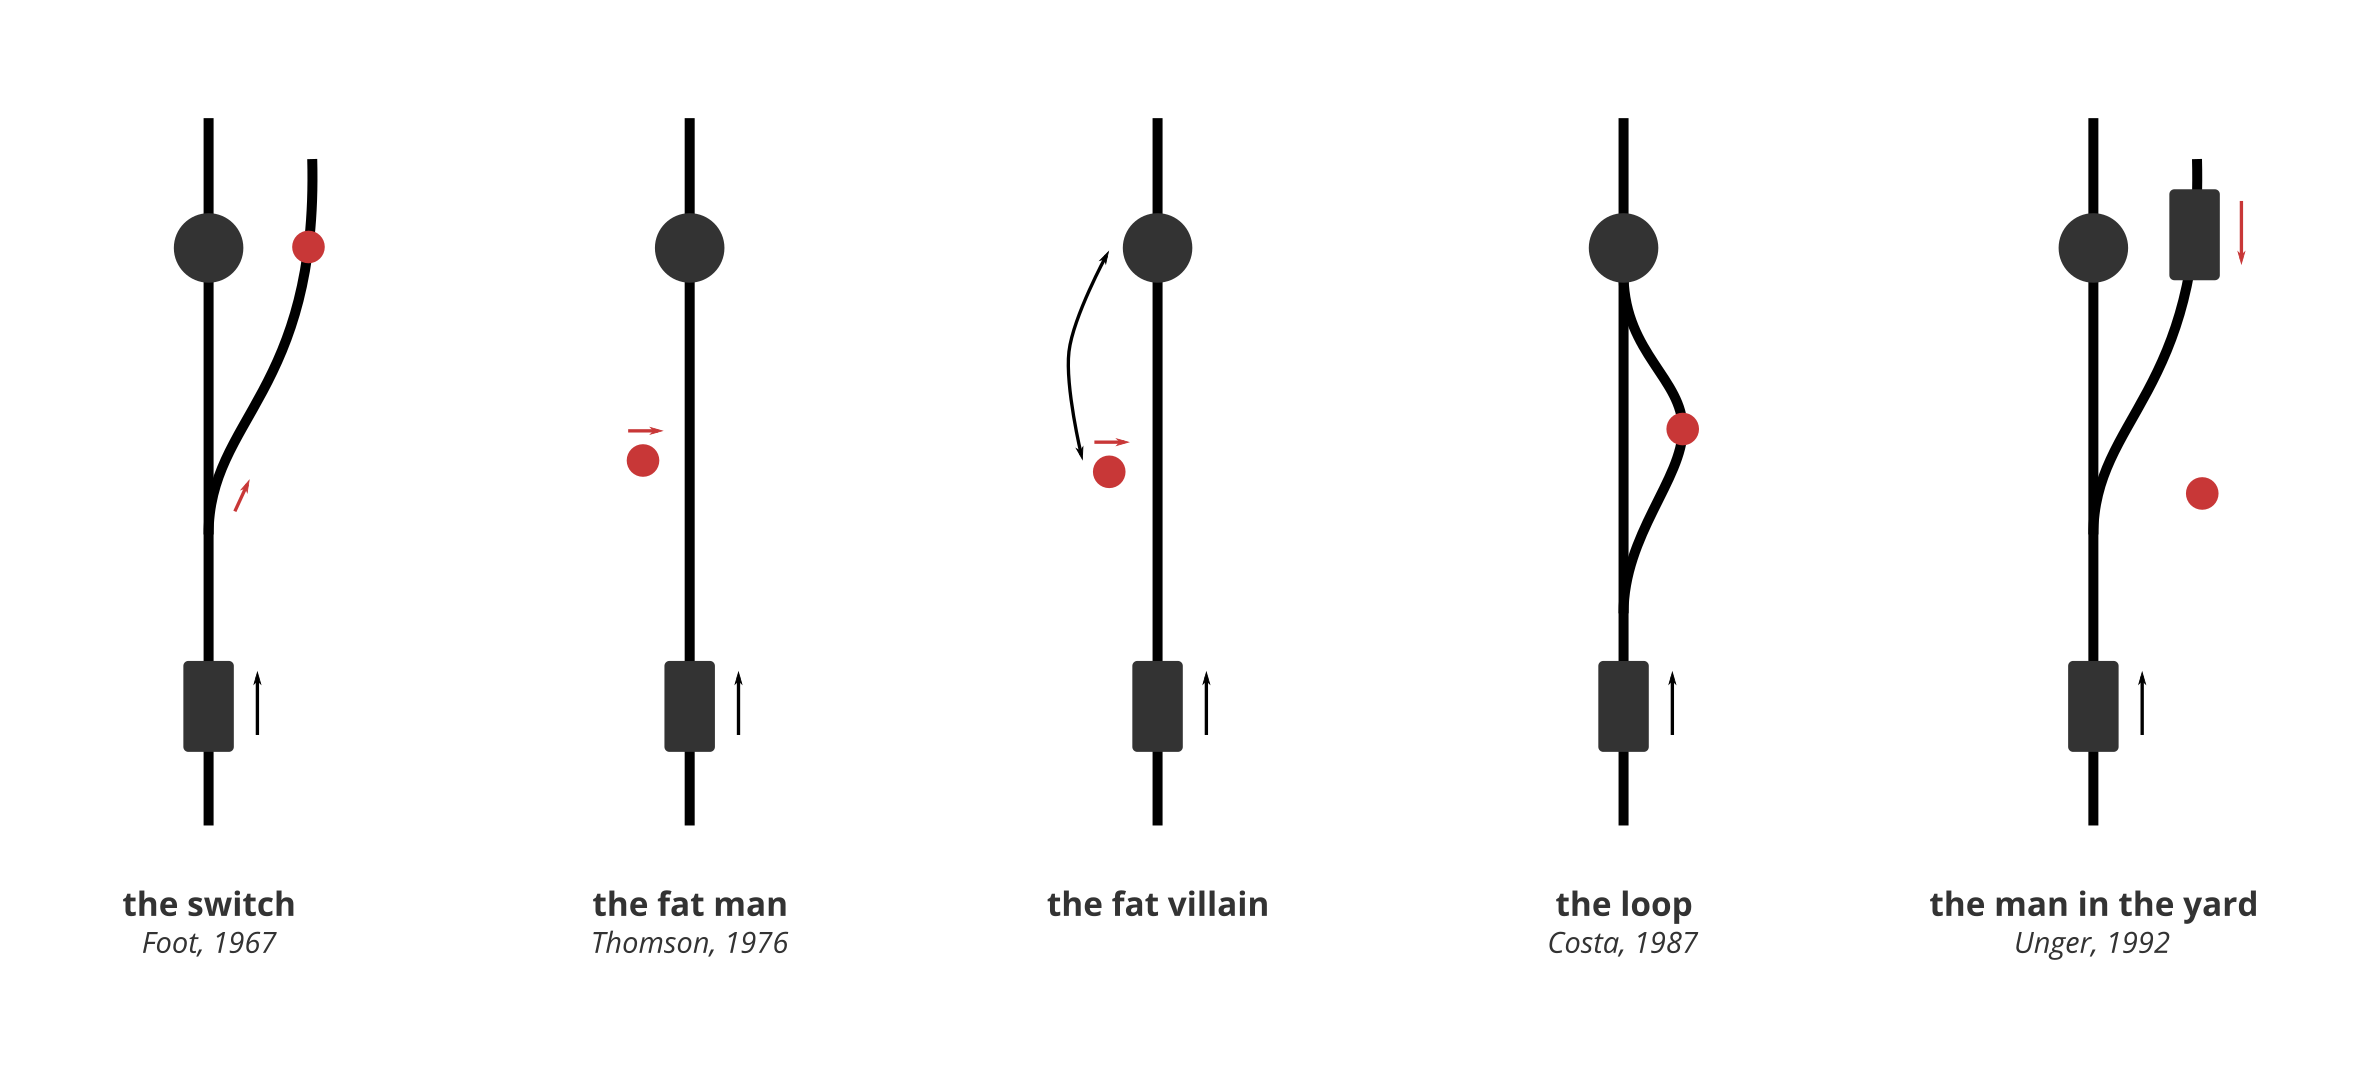 the switch
Foot, 1967
the fat man
Thomson, 1976
the fat villain
the loop
Costa, 1987
the man in the yard
Unger, 1992